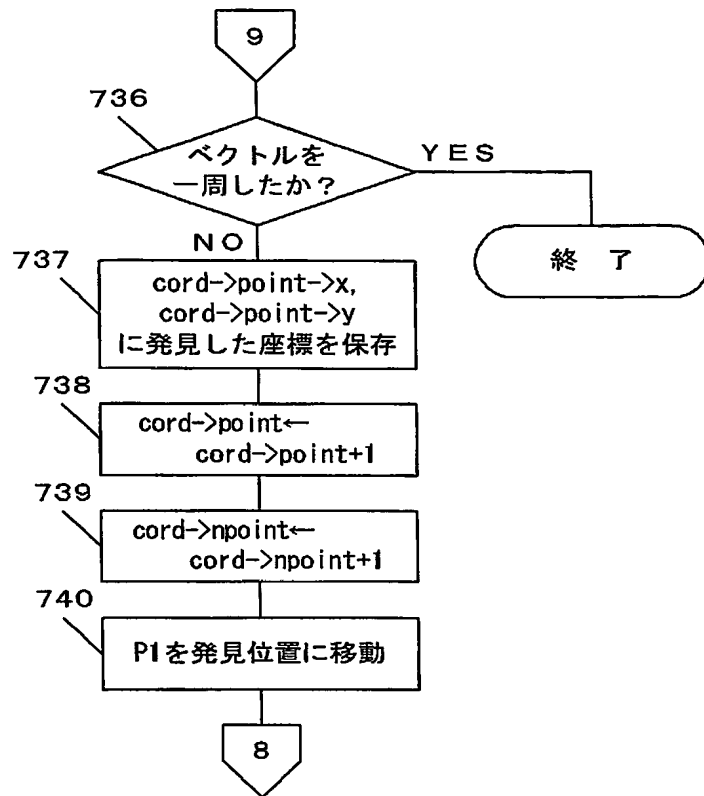 9
736
ベクトルを
一周したか？
YES
終 了
NO
737
cord->point->x,
cord->point->y
に発見した座標を保存
738
cord->point←
cord->point+1
739
cord->npoint←
cord->npoint+1
740
P1を発見位置に移動
8